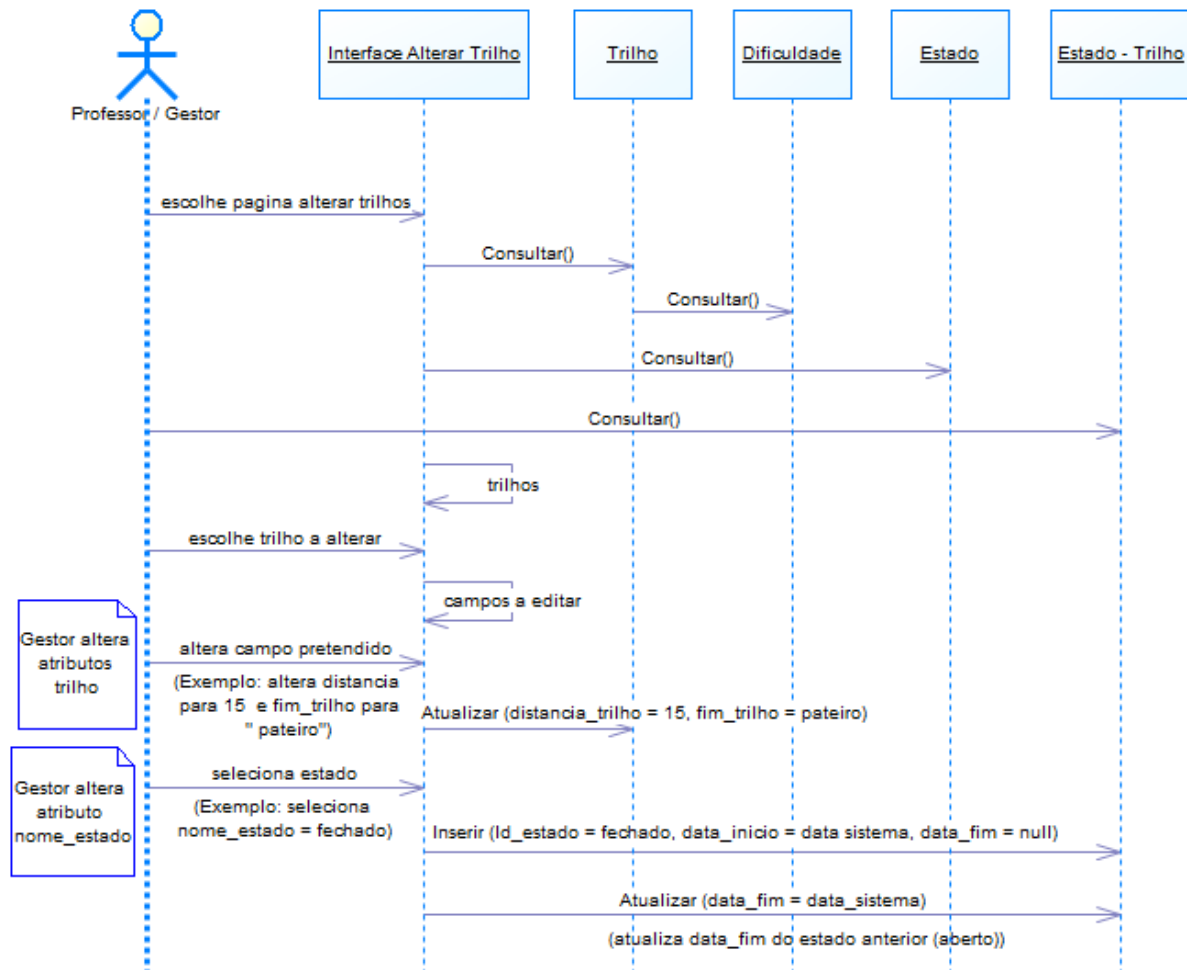 Professor / Gestor
Interface Alterar Trilho
Trilho
Dificuldade
Estado
Estado - Trilho
escolhe pagina alterar trilhos
Consultar()
Consultar()
Consultar()
Consultar()
trilhos
escolhe trilho a alterar
campos a editar
Gestor altera
atributos
trilho
altera campo pretendido
(Exemplo: altera distancia
para 15 e fim_trilho para
" pateiro")
Atualizar (distancia_trilho = 15, fim_trilho = pateiro)
Gestor altera
atributo
nome_estado
seleciona estado
(Exemplo: seleciona
nome_estado = fechado)
Inserir (Id_estado = fechado, data_inicio = data sistema, data_fim = null)
Atualizar (data_fim = data_sistema)
(atualiza data_fim do estado anterior (aberto))